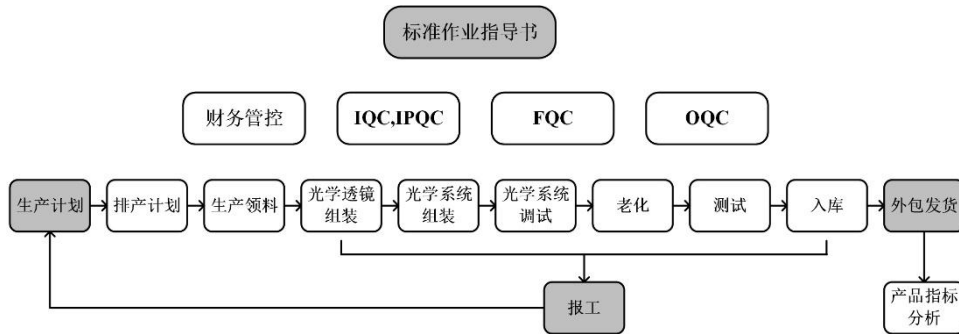 标准作业指导书
财务管控
IQC,IPQC
FQC
OQC
生产计划
排产计划
生产领料
光学透镜
组装
光学系统
组装
光学系统
调试
老化
测试
入库
外包发货
报工
产品指标
分析